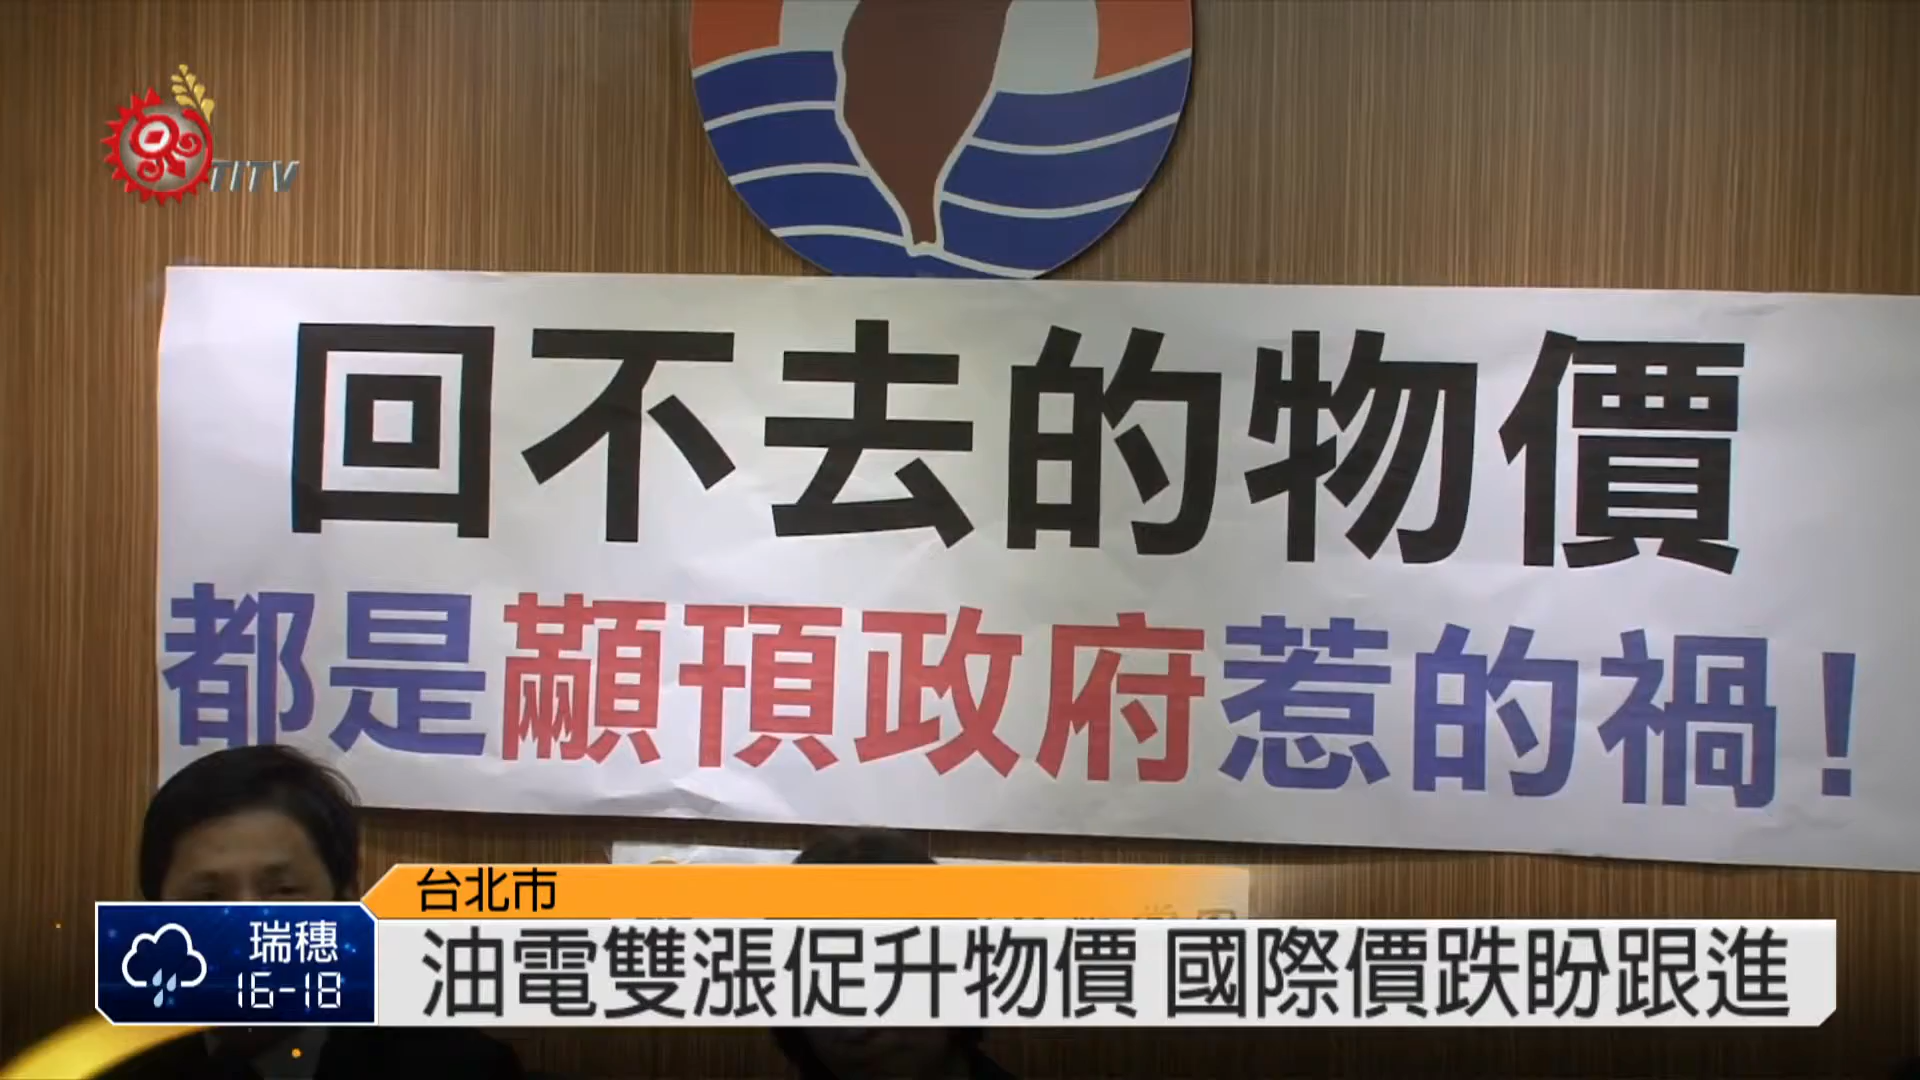 TITV
回不去的物價
都是顢頇政府惹的禍！
台北市
瑞穗
16-18
油電雙漲促升物價 國際價跌盼跟進